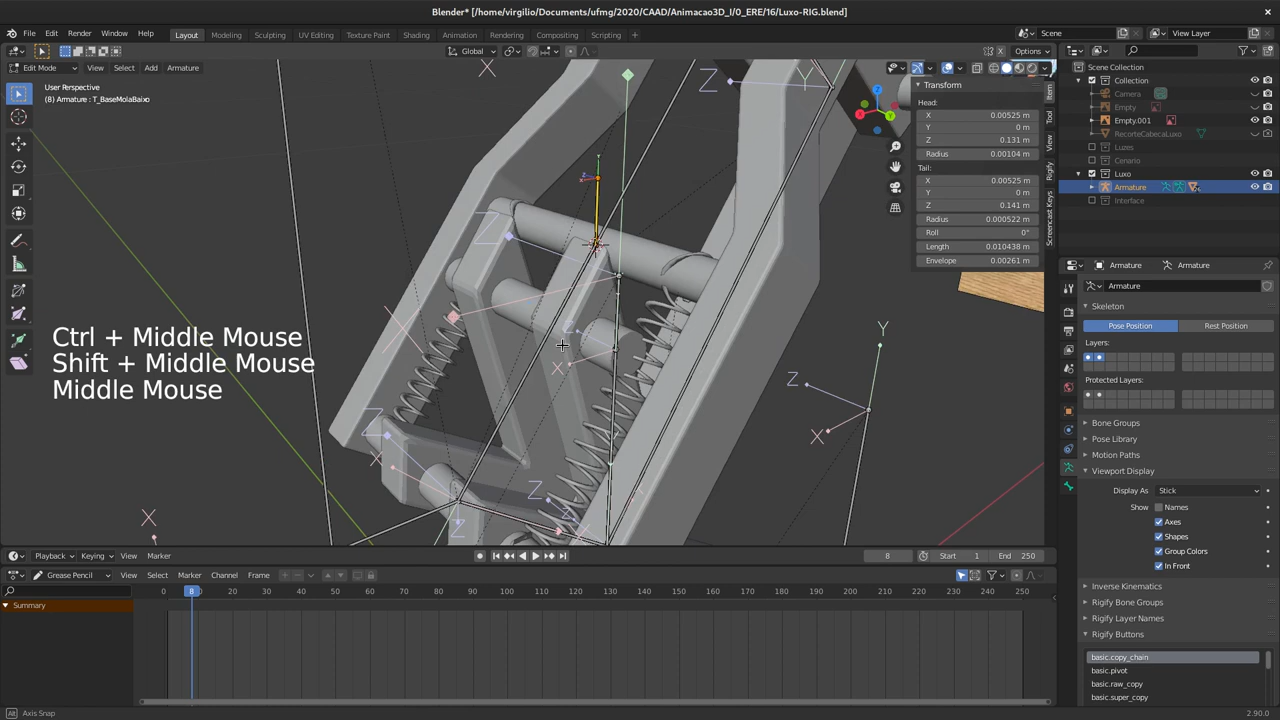 Blender* [/home/virgilio/Documents/ufmg/2020/CAAD/Animacao3D_I/0_ERE/16/Luxo-RIG.blend]
File Edit Render Window Help Layout Modeling Sculpting UV Editing Texture Paint Shading Animation Rendering Compositing Scripting + Scene View Layer
Global Options
Edit Mode View Select Add Armature
User Perspective
(8) Armature : T_BaseMolaBaixo
Ctrl + Middle Mouse
Shift + Middle Mouse
Middle Mouse
Z
Y
X
Z
X
Z
X
Z
Y
Z
X
Z
X
Z
X
Transform
Head:
X 0.00525 m
Y 0 m
Z 0.131 m
Radius 0.00104 m
Tail:
X 0.00525 m
Y 0 m
Z 0.141 m
Radius 0.000522 m
Roll 0°
Length 0.010438 m
Envelope 0.00261 m
Item
Tool
View
Rigify
Screencast Keys
Scene Collection
Collection
Camera
Empty
Empty.001
RecorteCabecaLuxo
Luzes
Cenario
Luxo
Armature
Interface
Armature Armature
Armature
Skeleton
Pose Position Rest Position
Layers:
Protected Layers:
Bone Groups
Pose Library
Motion Paths
Viewport Display
Display As Stick
Show Names
Axes
Shapes
Group Colors
In Front
Inverse Kinematics
Rigify Bone Groups
Rigify Layer Names
Rigify Buttons
basic.copy_chain
basic.pivot
basic.raw_copy
basic.super_copy
Playback Keying View Marker 8 Start 1 End 250
Grease Pencil View Select Marker Channel Frame
0 8 20 30 40 50 60 70 80 90 100 110 120 130 140 150 160 170 180 190 200 210 220 230 240 250
Summary
Axis Snap 2.90.0